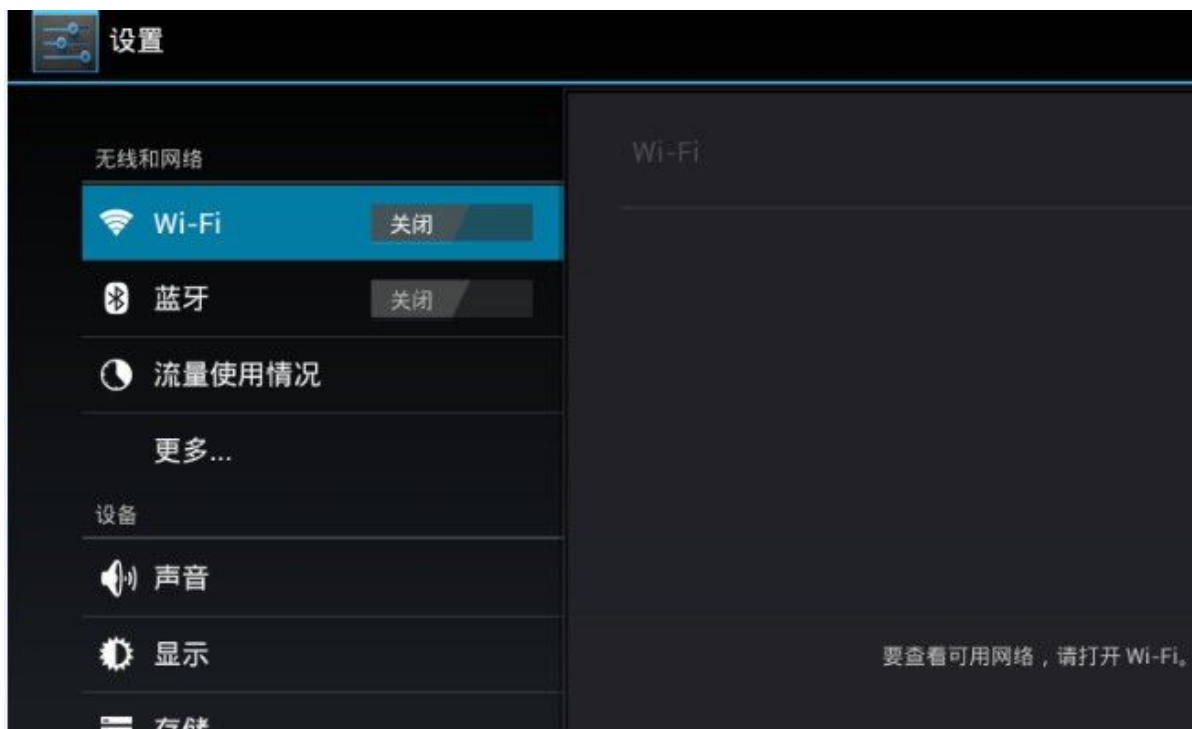 设置
无线和网络
Wi-Fi 关闭
蓝牙 关闭
流量使用情况
更多...
设备
声音
显示
存储
Wi-Fi
要查看可用网络，请打开 Wi-Fi。